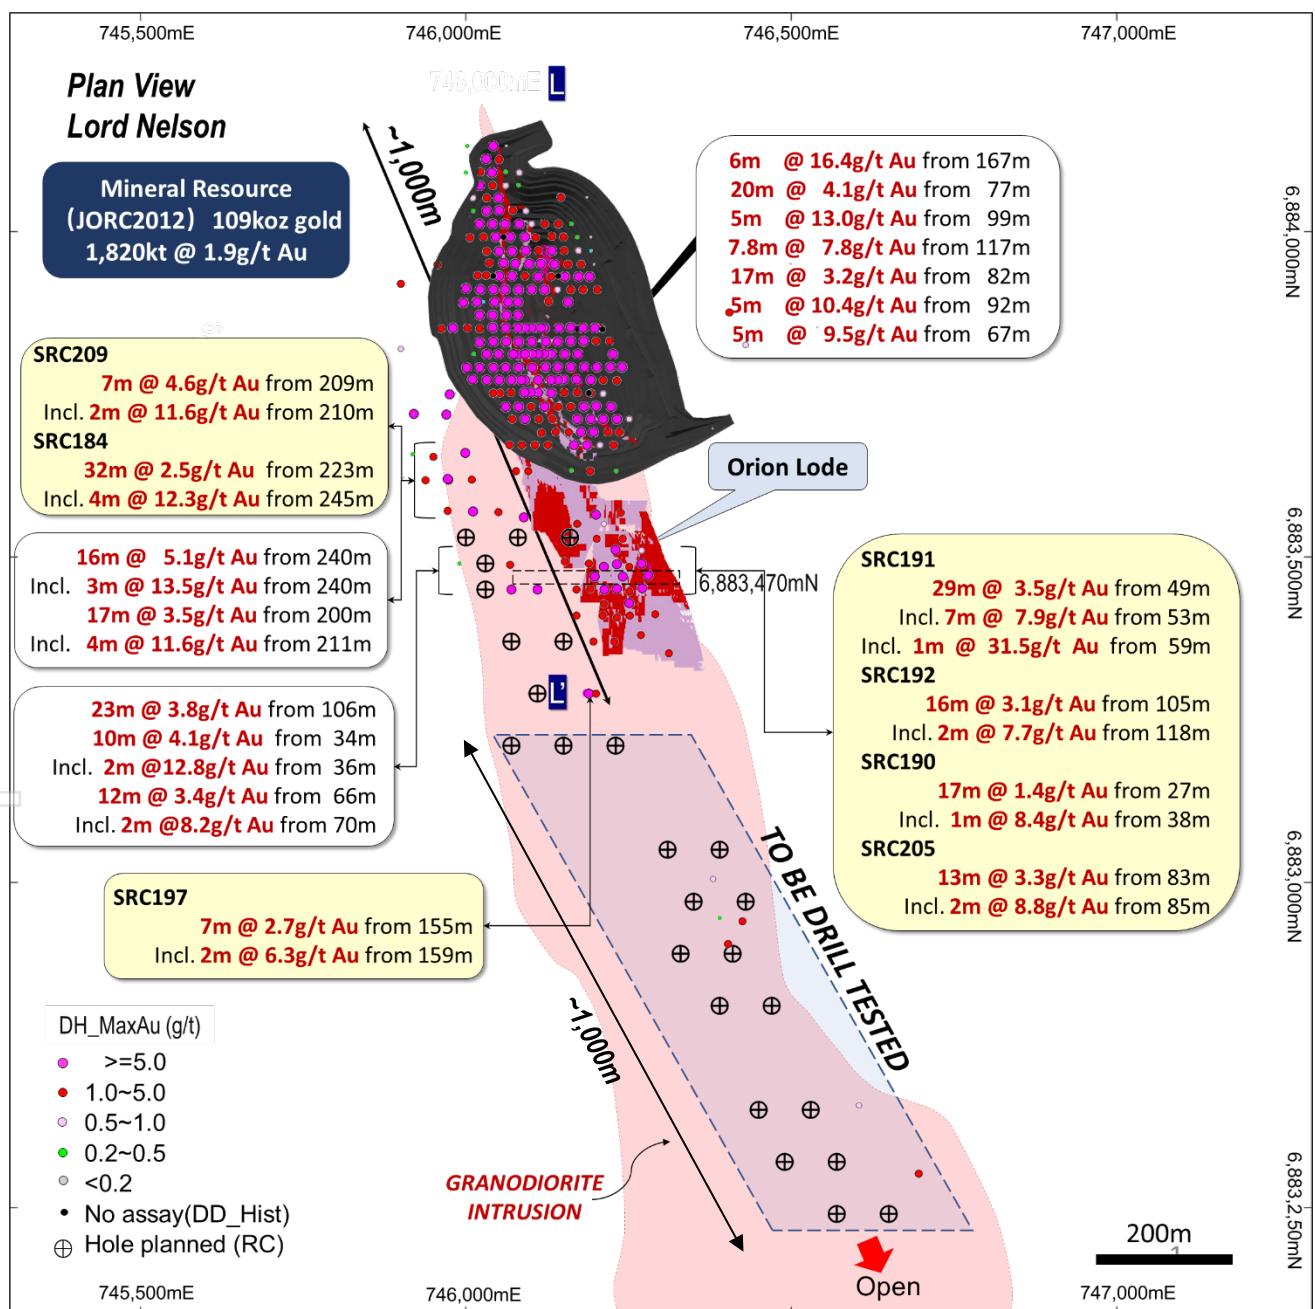 745,500mE
746,000mE
746,500mE
747,000mE
Plan View
Lord Nelson
746,000mE
L
~1,000m
Mineral Resource
(JORC2012) 109koz gold
1,820kt @ 1.9g/t Au
6m @ 16.4g/t Au from 167m
20m @ 4.1g/t Au from 77m
5m @ 13.0g/t Au from 99m
7.8m @ 7.8g/t Au from 117m
17m @ 3.2g/t Au from 82m
5m @ 10.4g/t Au from 92m
5m @ 9.5g/t Au from 67m
6,884,000mN
SRC209
7m @ 4.6g/t Au from 209m
Incl. 2m @ 11.6g/t Au from 210m
SRC184
32m @ 2.5g/t Au from 223m
Incl. 4m @ 12.3g/t Au from 245m
Orion Lode
16m @ 5.1g/t Au from 240m
Incl. 3m @ 13.5g/t Au from 240m
17m @ 3.5g/t Au from 200m
Incl. 4m @ 11.6g/t Au from 211m
6,883,470mN
6,883,500mN
SRC191
29m @ 3.5g/t Au from 49m
Incl. 7m @ 7.9g/t Au from 53m
Incl. 1m @ 31.5g/t Au from 59m
SRC192
16m @ 3.1g/t Au from 105m
Incl. 2m @ 7.7g/t Au from 118m
SRC190
17m @ 1.4g/t Au from 27m
Incl. 1m @ 8.4g/t Au from 38m
SRC205
13m @ 3.3g/t Au from 83m
Incl. 2m @ 8.8g/t Au from 85m
23m @ 3.8g/t Au from 106m
10m @ 4.1g/t Au from 34m
Incl. 2m @12.8g/t Au from 36m
12m @ 3.4g/t Au from 66m
Incl. 2m @8.2g/t Au from 70m
L'
SRC197
7m @ 2.7g/t Au from 155m
Incl. 2m @ 6.3g/t Au from 159m
TO BE DRILL TESTED
6,883,000mN
~1,000m
DH_MaxAu (g/t)
>=5.0
1.0~5.0
0.5~1.0
0.2~0.5
<0.2
No assay(DD_Hist)
Hole planned (RC)
GRANODIORITE
INTRUSION
6,883,2,50mN
200m
1
Open
745,500mE
746,000mE
747,000mE